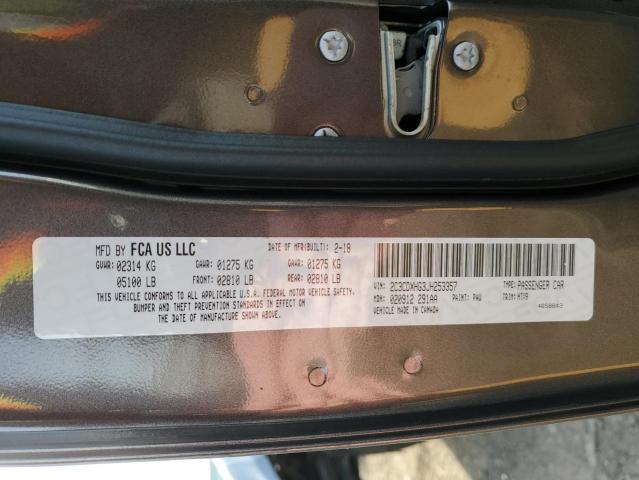 MFD BY FCA US LLC DATE OF MFR(BUILT): 2-18
GVWR: 02314 KG GAWR: 01275 KG GAWR: 01275 KG
05100 LB FRONT: 02810 LB REAR: 02810 LB
THIS VEHICLE CONFORMS TO ALL APPLICABLE U.S.A. FEDERAL MOTOR VEHICLE SAFETY,
BUMPER AND THEFT PREVENTION STANDARDS IN EFFECT ON
THE DATE OF MANUFACTURE SHOWN ABOVE.
VIN: 2C3CDXHG3JH253357 TYPE: PASSENGER CAR
MDH: 020912 291AA PAINT: PAU TRIM: H7X9
VEHICLE MADE IN CANADA